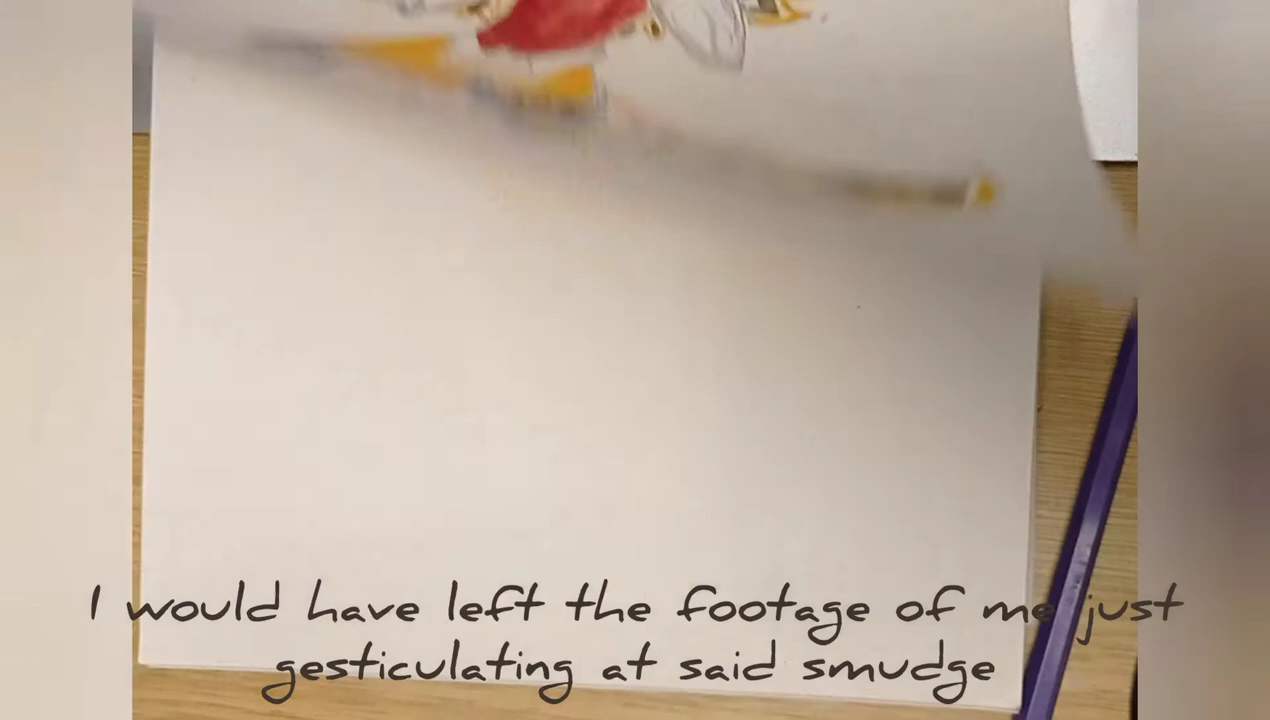 I would have left the footage of me just
gesticulating at said smudge